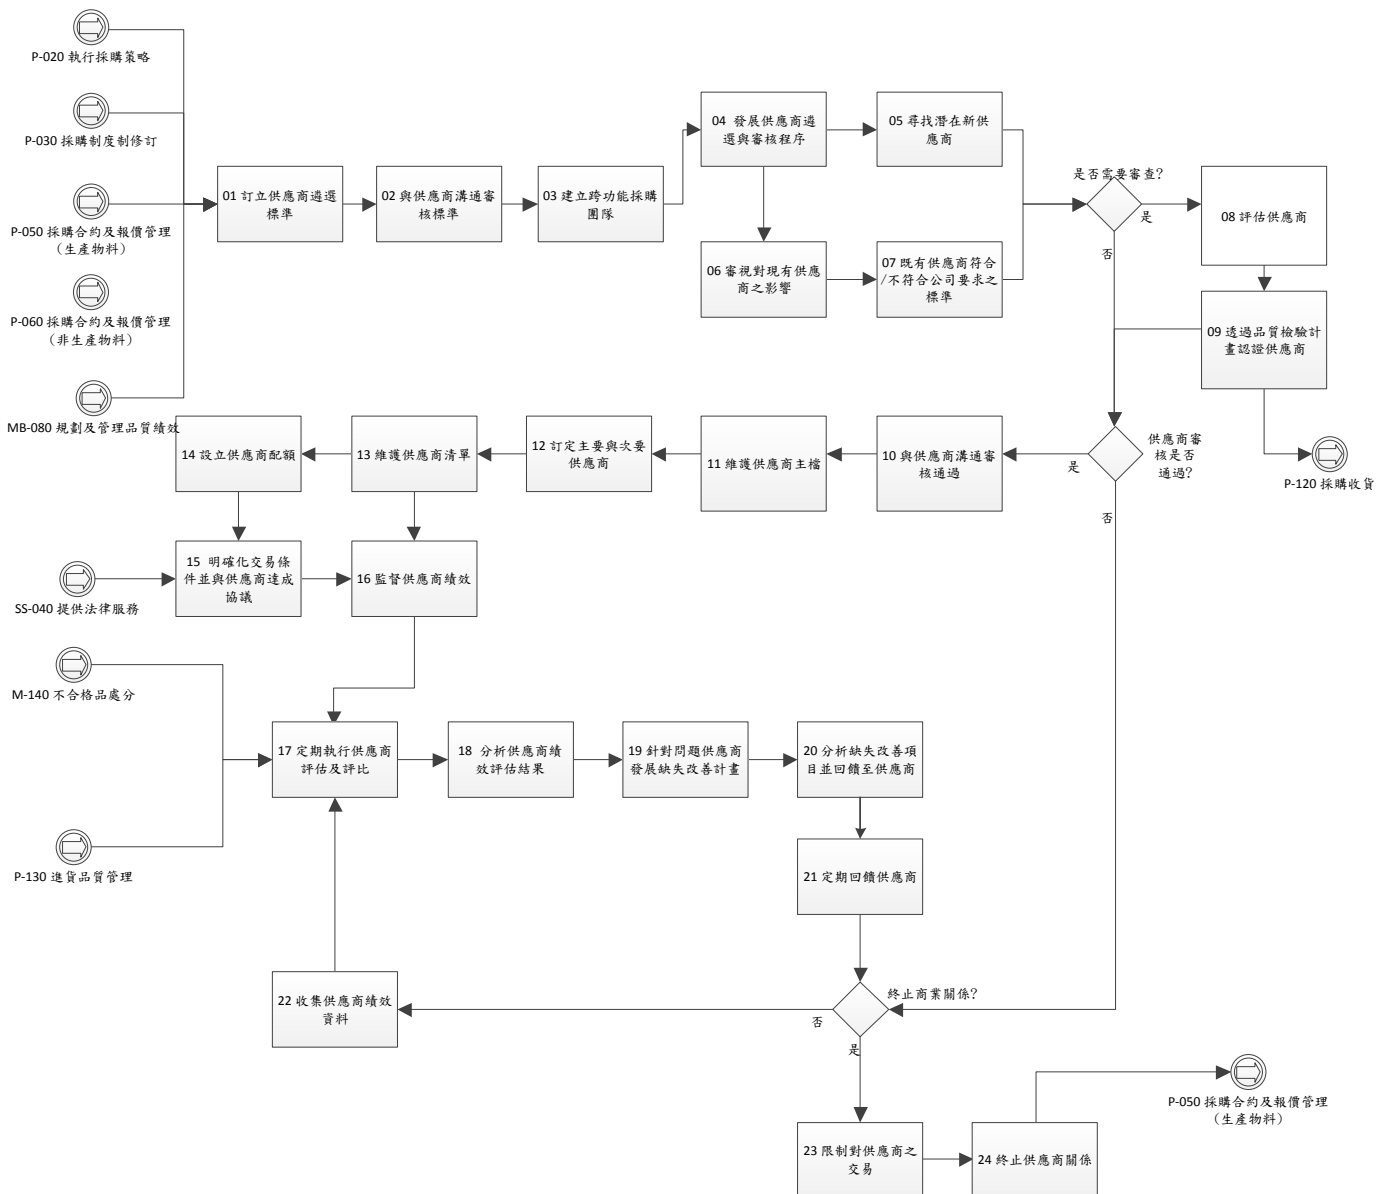 P-020 執行採購策略
P-030 採購制度制修訂
P-050 採購合約及報價管理
（生產物料）
P-060 採購合約及報價管理
（非生產物料）
MB-080 規劃及管理品質績效
01 訂立供應商遴選
標準
02 與供應商溝通審
核標準
03 建立跨功能採購
團隊
04 發展供應商遴
選與審核程序
05 尋找潛在新供
應商
06 審視對現有供應
商之影響
07 既有供應商符合
/不符合公司要求之
標準
是否需要審查?
是
否
08 評估供應商
09 透過品質檢驗計
畫認證供應商
P-120 採購收貨
供應商審
核是否
通過?
是
否
10 與供應商溝通審核
通過
11 維護供應商主檔
12 訂定主要與次要
供應商
13 維護供應商清單
14 設立供應商配額
15 明確化交易條
件並與供應商達成
協議
16 監督供應商績效
SS-040 提供法律服務
M-140 不合格品處分
P-130 進貨品質管理
17 定期執行供應商
評估及評比
18 分析供應商績
效評估結果
19 針對問題供應商
發展缺失改善計畫
20 分析缺失改善項
目並回饋至供應商
21 定期回饋供應商
終止商業關係?
否
是
22 收集供應商績效
資料
23 限制對供應商之
交易
24 終止供應商關係
P-050 採購合約及報價管理
（生產物料）